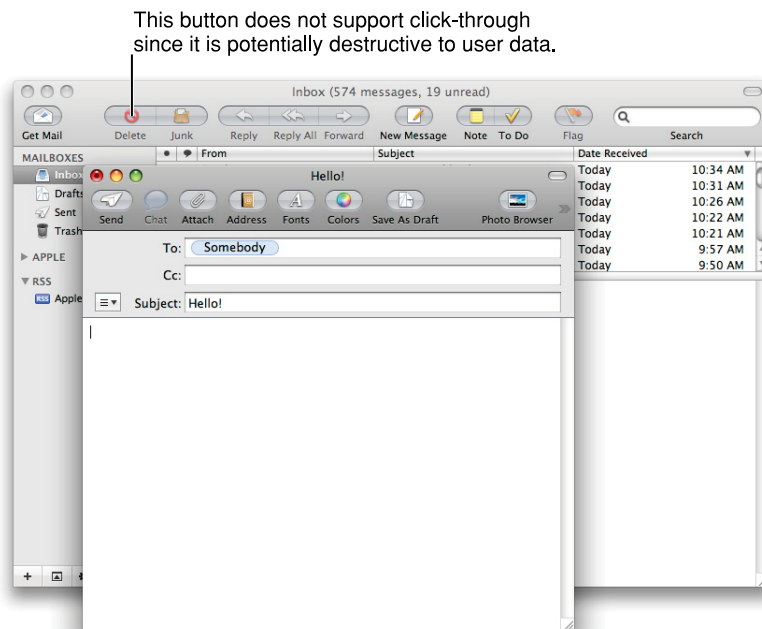 This button does not support click-through
since it is potentially destructive to user data.
Inbox (574 messages, 19 unread)
Get Mail Delete Junk Reply Reply All Forward New Message Note To Do Flag Search
MAILBOXES From Subject Date Received
Inbox
Drafts
Sent
Trash
APPLE
RSS
RSS Apple
Today 10:34 AM
Today 10:31 AM
Today 10:26 AM
Today 10:22 AM
Today 10:21 AM
Today 9:57 AM
Today 9:50 AM
Hello!
Send Chat Attach Address Fonts Colors Save As Draft Photo Browser
To: Somebody
Cc:
Subject: Hello!